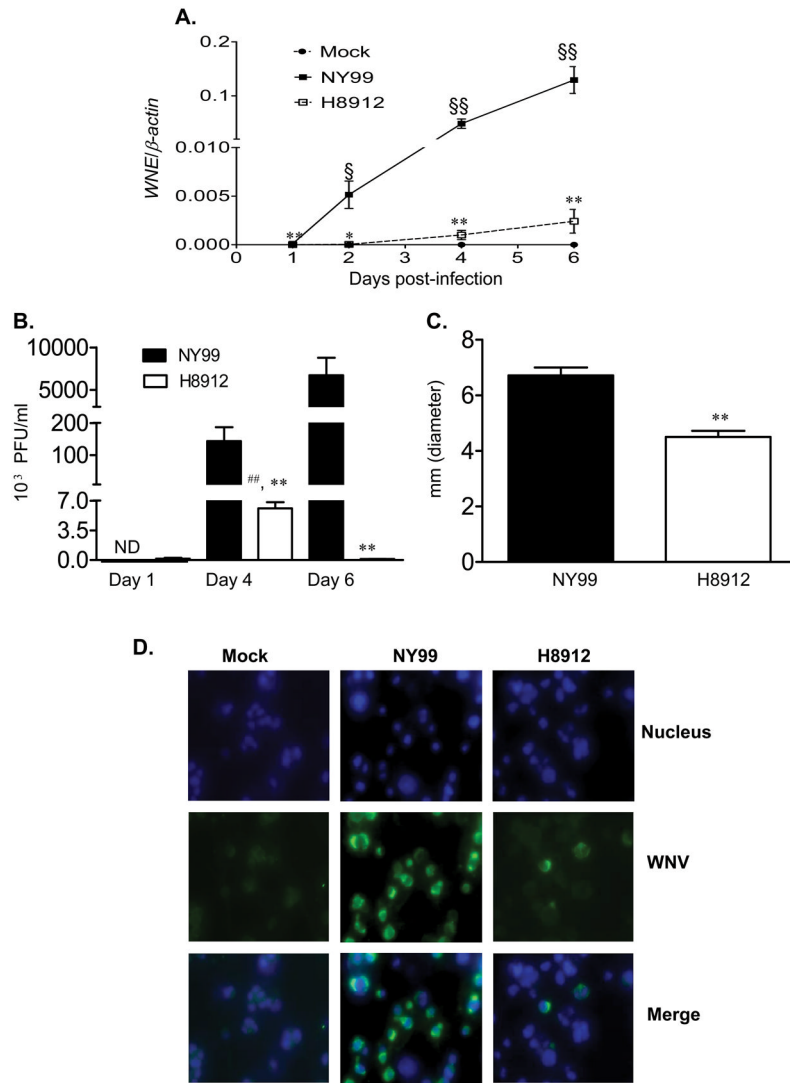 A.
0.2
0.1
0.010
0.005
0.000
WNE/β-actin
Mock
NY99
H8912
§
§§
§§
**
*
**
**
0 1 2 3 4 5 6
Days post-infection
B.
10000
5000
200
100
7.0
3.5
0.0
10³ PFU/ml
NY99
H8912
ND
##, **
**
Day 1 Day 4 Day 6
C.
8
6
4
2
0
mm (diameter)
**
NY99 H8912
D.
Mock NY99 H8912
Nucleus
WNV
Merge